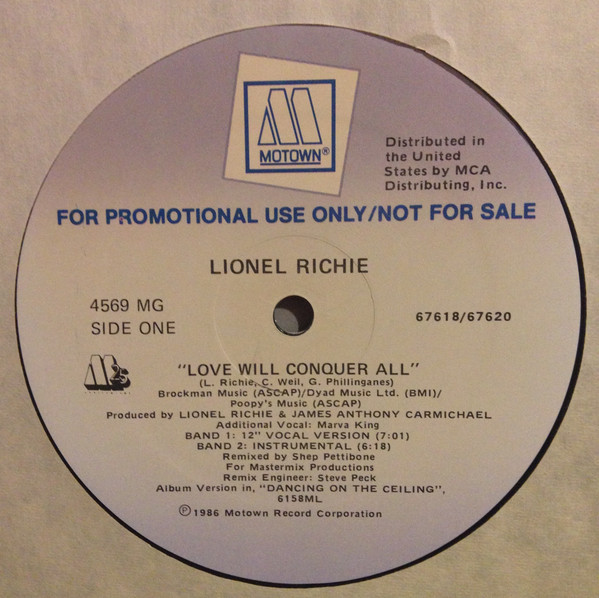 MOTOWN®
Distributed in
the United
States by MCA
Distributing, Inc.
FOR PROMOTIONAL USE ONLY/NOT FOR SALE
LIONEL RICHIE
4569 MG
SIDE ONE
67618/67620
"LOVE WILL CONQUER ALL"
(L. Richie, C. Weil, G. Phillinganes)
Brockman Music (ASCAP)/Dyad Music Ltd. (BMI)/
Poopy's Music (ASCAP)
Produced by LIONEL RICHIE & JAMES ANTHONY CARMICHAEL
Additional Vocal: Marva King
BAND 1: 12" VOCAL VERSION (7:01)
BAND 2: INSTRUMENTAL (6:18)
Remixed by Shep Pettibone
For Mastermix Productions
Remix Engineer: Steve Peck
Album Version in, "DANCING ON THE CEILING",
6158ML
℗1986 Motown Record Corporation